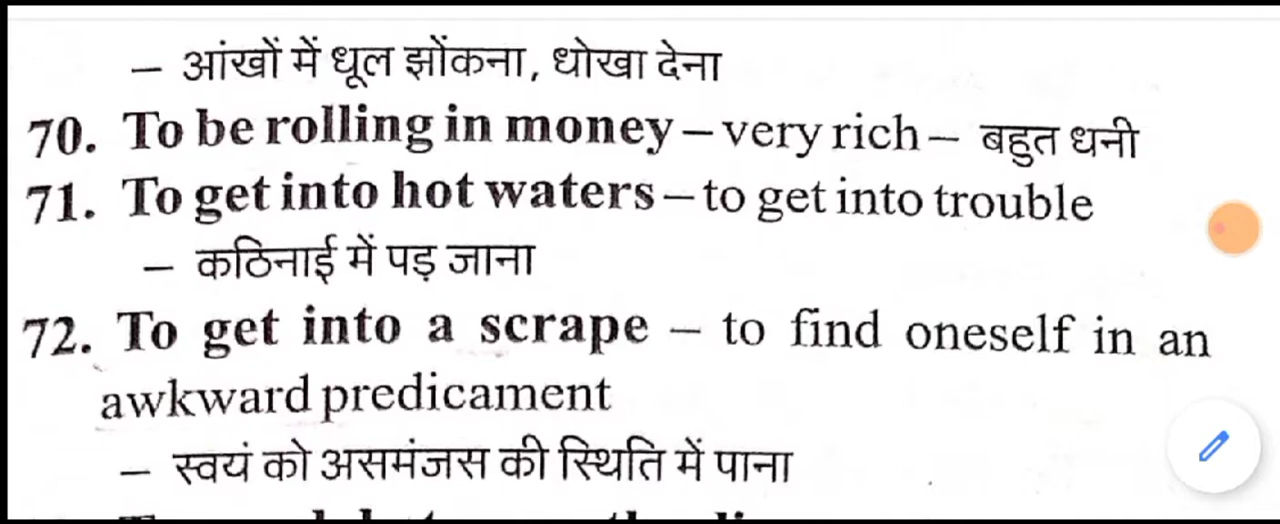 – आंखों में धूल झोंकना, धोखा देना
70. To be rolling in money – very rich – बहुत धनी
71. To get into hot waters – to get into trouble
– कठिनाई में पड़ जाना
72. To get into a scrape – to find oneself in an
awkward predicament
– स्वयं को असमंजस की स्थिति में पाना